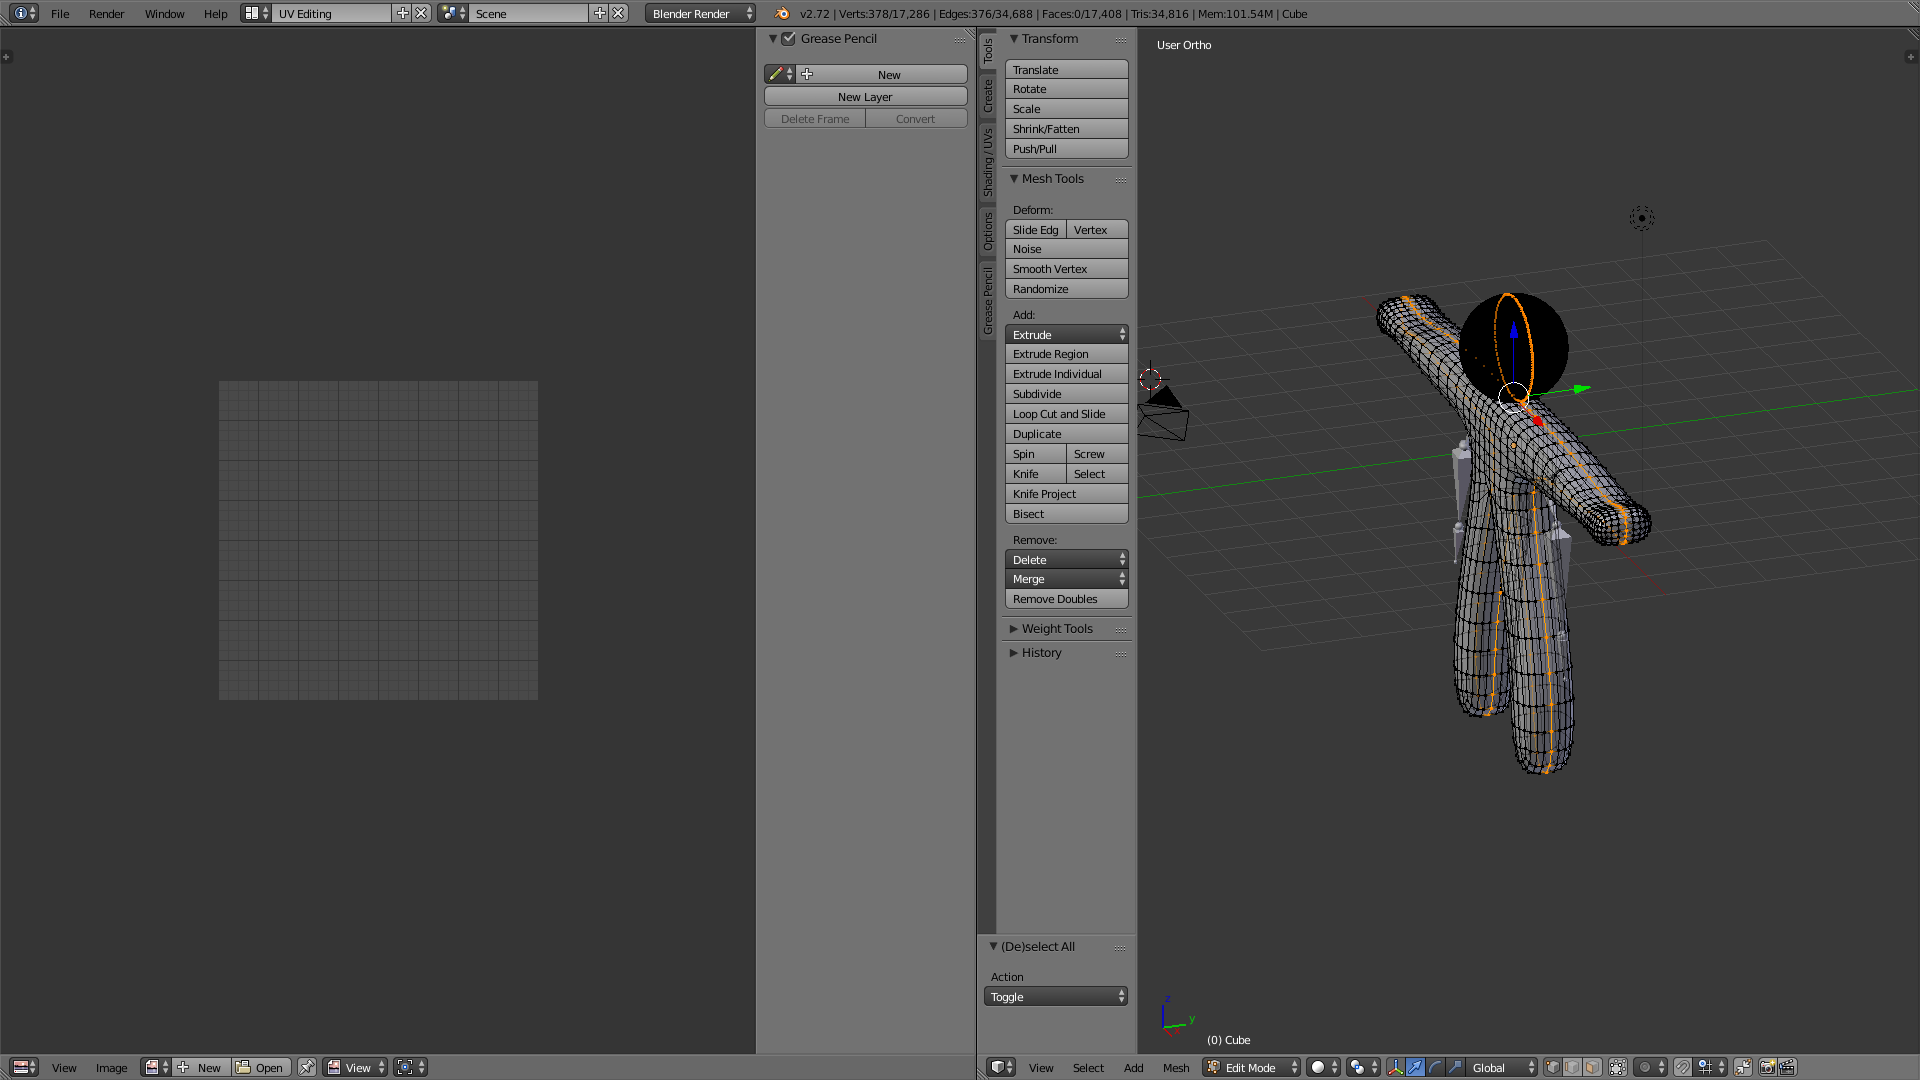 File Render Window Help UV Editing Scene Blender Render v2.72 | Verts:378/17,286 | Edges:376/34,688 | Faces:0/17,408 | Tris:34,816 | Mem:101.54M | Cube
Grease Pencil
New
New Layer
Delete Frame Convert
Tools
Create
Shading / UVs
Options
Grease Pencil
Transform
Translate
Rotate
Scale
Shrink/Fatten
Push/Pull
Mesh Tools
Deform:
Slide Edg Vertex
Noise
Smooth Vertex
Randomize
Add:
Extrude
Extrude Region
Extrude Individual
Subdivide
Loop Cut and Slide
Duplicate
Spin Screw
Knife Select
Knife Project
Bisect
Remove:
Delete
Merge
Remove Doubles
Weight Tools
History
(De)select All
Action
Toggle
User Ortho
z
y
(0) Cube
View Image New Open View
View Select Add Mesh Edit Mode Global